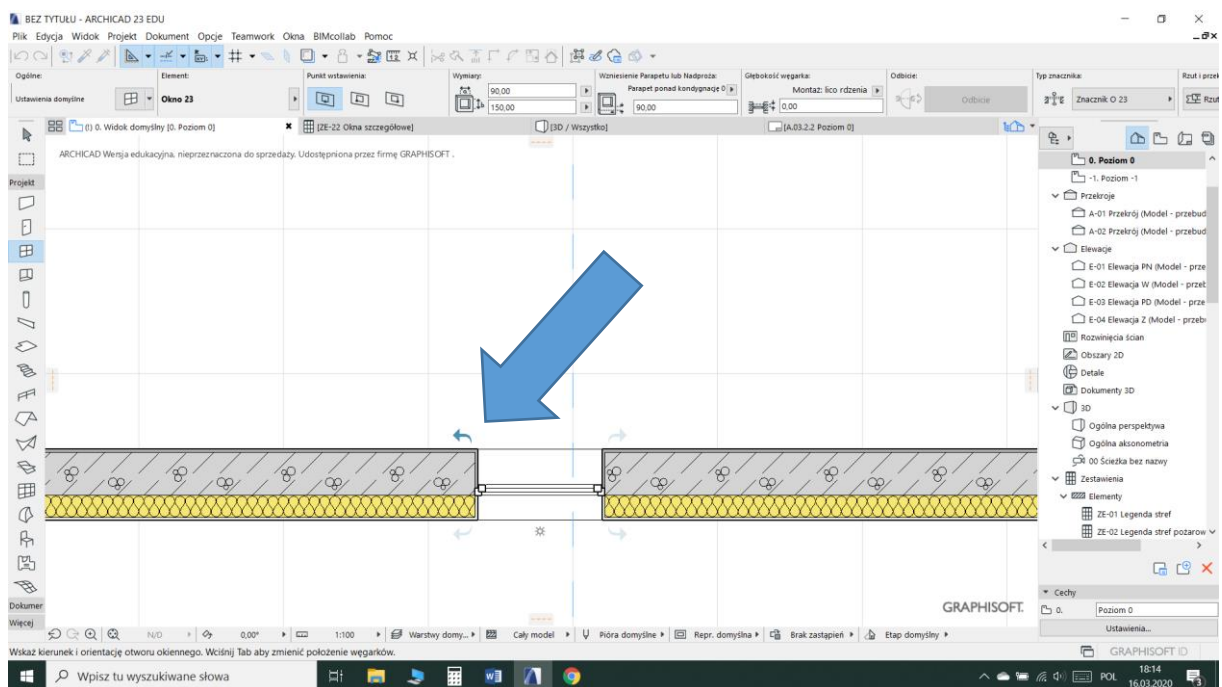 BEZ TYTUŁU - ARCHICAD 23 EDU
Plik Edycja Widok Projekt Dokument Opcje Teamwork Okna BIMcollab Pomoc
Ogólne: Element: Punkt wstawienia: Wymiary: Wzniesienie Parapetu lub Nadproża: Głębokość węgarka: Odbicie: Typ znacznika: Rzut i przek
Ustawienia domyślne Okno 23 90,00 150,00 Parapet ponad kondygnację 0 90,00 Montaż: lico rdzenia 0,00 Odbicie Znacznik O 23 Rzut
(!) 0. Widok domyślny [0. Poziom 0] [ZE-22 Okna szczegółowe] [3D / Wszystko] [A.03.2.2 Poziom 0]
ARCHICAD Wersja edukacyjna, nieprzeznaczona do sprzedaży. Udostępniona przez firmę GRAPHISOFT .
Projekt
Dokumer
Więcej
0. Poziom 0
-1. Poziom -1
Przekroje
A-01 Przekrój (Model - przebud
A-02 Przekrój (Model - przebud
Elewacje
E-01 Elewacja PN (Model - prze
E-02 Elewacja W (Model - przeb
E-03 Elewacja PD (Model - prze
E-04 Elewacja Z (Model - przeb
Rozwinięcia ścian
Obszary 2D
Detale
Dokumenty 3D
3D
Ogólna perspektywa
Ogólna aksonometria
00 Ścieżka bez nazwy
Zestawienia
Elementy
ZE-01 Legenda stref
ZE-02 Legenda stref pożarow
Cechy
0. Poziom 0
Ustawienia...
GRAPHISOFT.
N/D 0,00° 1:100 Warstwy domy... Cały model Pióra domyślne Repr. domyślna Brak zastąpień Etap domyślny
Wskaż kierunek i orientację otworu okiennego. Wciśnij Tab aby zmienić położenie węgarków.
GRAPHISOFT ID
Wpisz tu wyszukiwane słowa
POL
18:14
16.03.2020
3